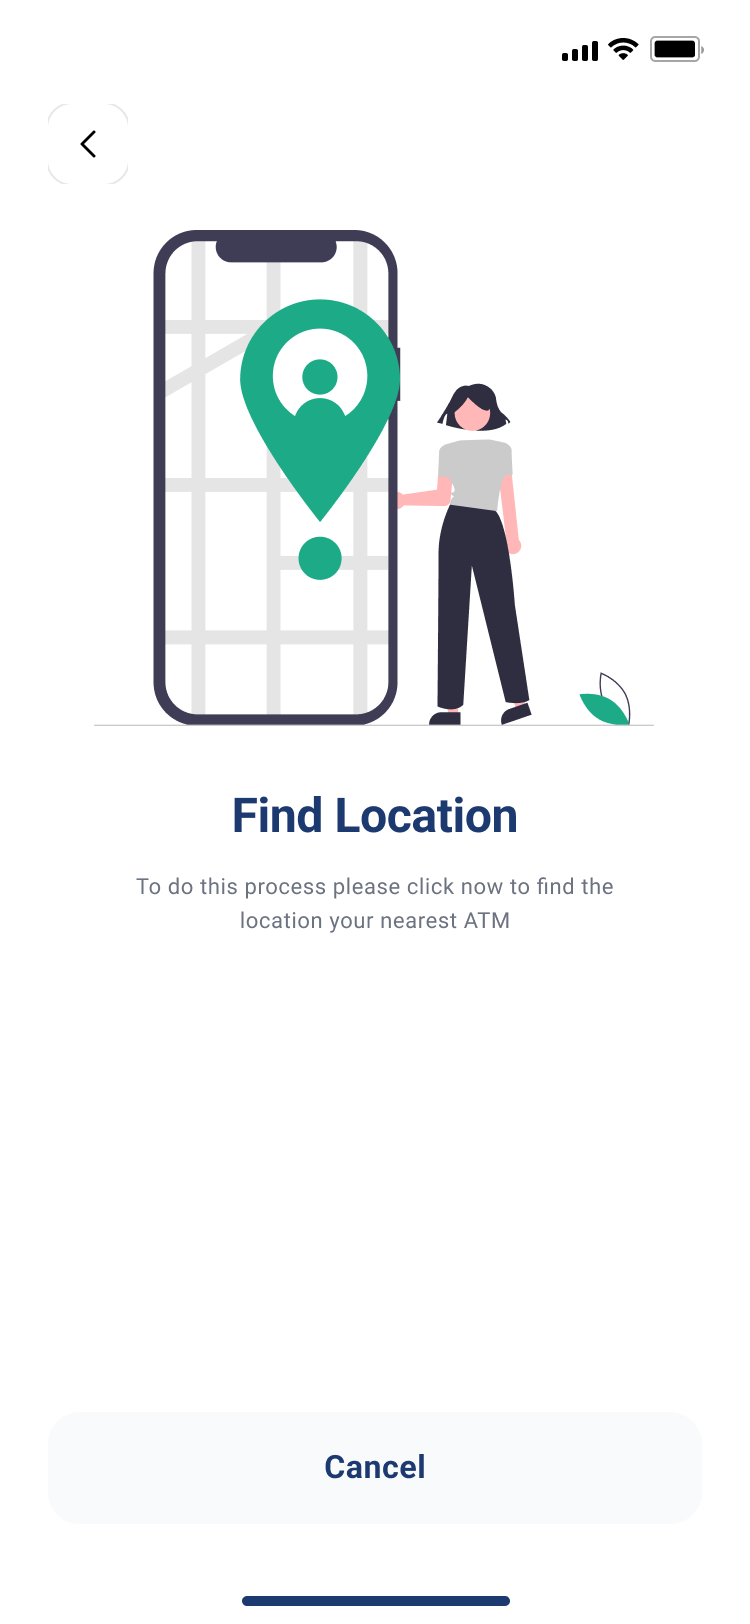 Find Location
To do this process please click now to find the
location your nearest ATM
Cancel